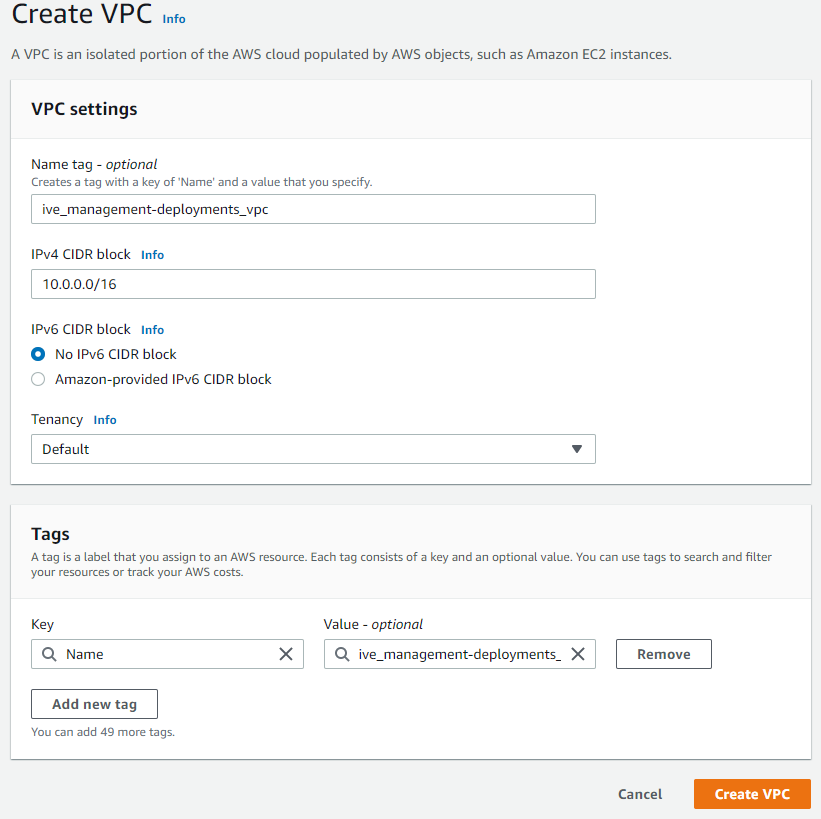 Create VPC Info
A VPC is an isolated portion of the AWS cloud populated by AWS objects, such as Amazon EC2 instances.
VPC settings
Name tag - optional
Creates a tag with a key of 'Name' and a value that you specify.
ive_management-deployments_vpc
IPv4 CIDR block Info
10.0.0.0/16
IPv6 CIDR block Info
No IPv6 CIDR block
Amazon-provided IPv6 CIDR block
Tenancy Info
Default
Tags
A tag is a label that you assign to an AWS resource. Each tag consists of a key and an optional value. You can use tags to search and filter
your resources or track your AWS costs.
Key Value - optional
Name ive_management-deployments_ Remove
Add new tag
You can add 49 more tags.
Cancel Create VPC